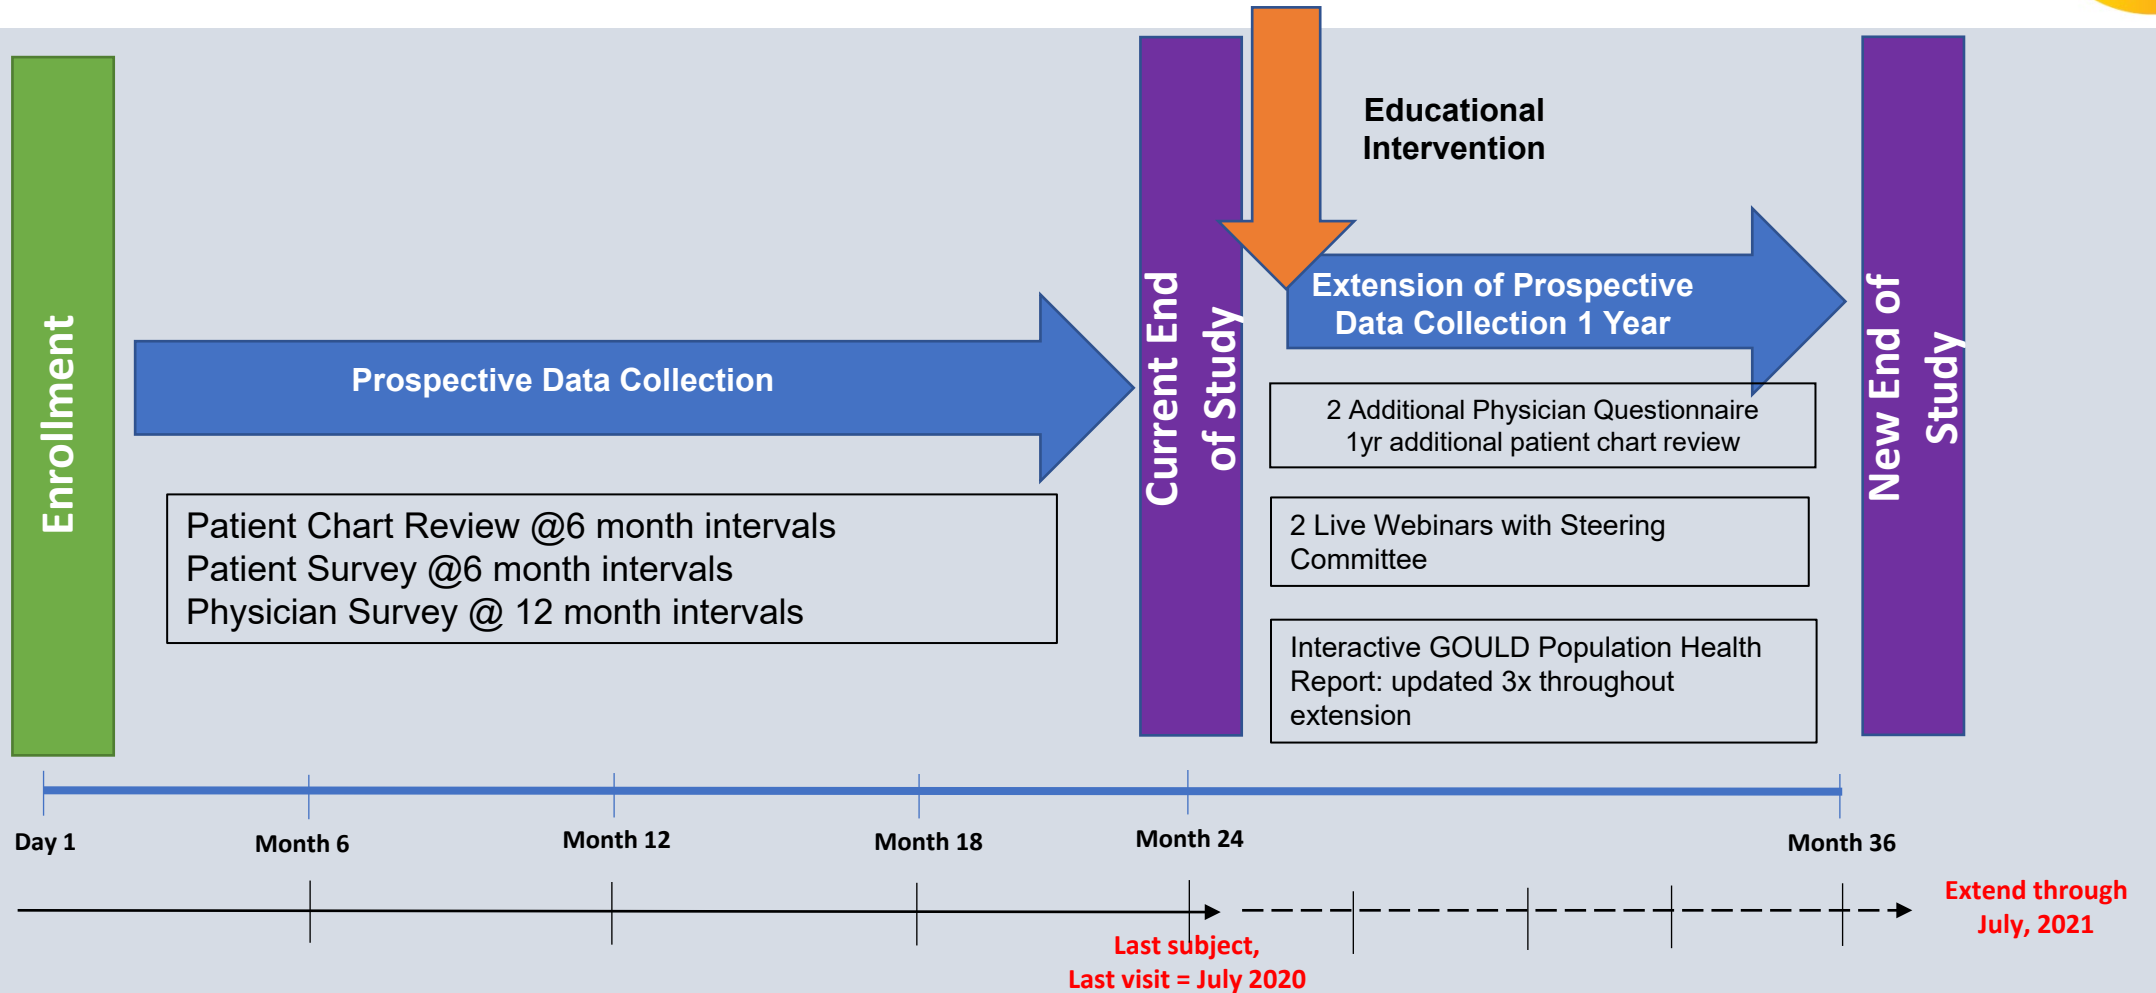 Enrollment
Prospective Data Collection
Patient Chart Review @6 month intervals
Patient Survey @6 month intervals
Physician Survey @ 12 month intervals
Current End
of Study
Educational
Intervention
Extension of Prospective
Data Collection 1 Year
2 Additional Physician Questionnaire
1yr additional patient chart review
2 Live Webinars with Steering
Committee
Interactive GOULD Population Health
Report: updated 3x throughout
extension
New End of
Study
Day 1
Month 6
Month 12
Month 18
Month 24
Month 36
Last subject,
Last visit = July 2020
Extend through
July, 2021